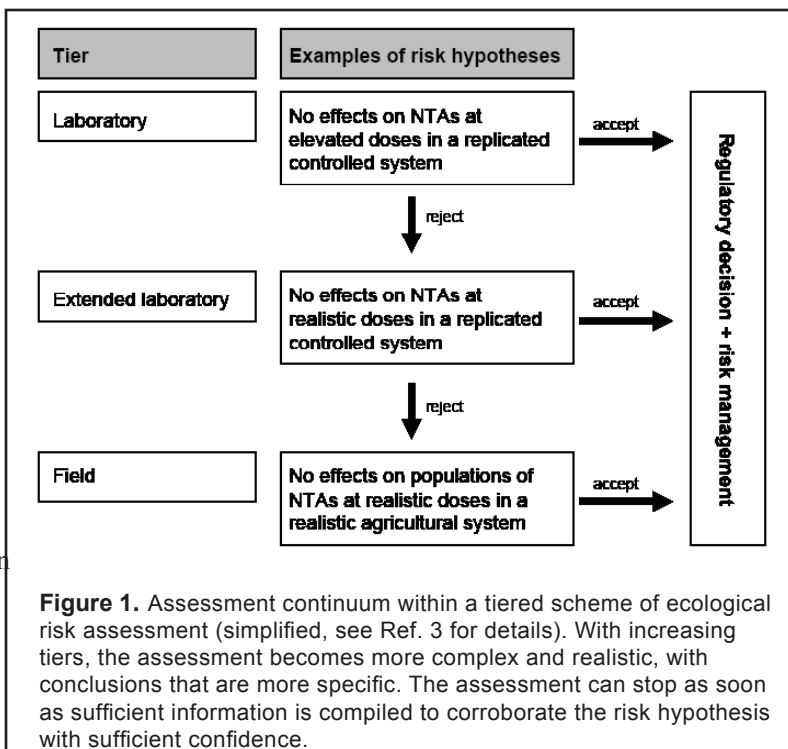 Tier
Examples of risk hypotheses
Laboratory
No effects on NTAs at
elevated doses in a replicated
controlled system
accept
reject
Extended laboratory
No effects on NTAs at
realistic doses in a replicated
controlled system
accept
reject
Field
No effects on populations of
NTAs at realistic doses in a
realistic agricultural system
accept
Regulatory decision + risk management
n
Figure 1. Assessment continuum within a tiered scheme of ecological
risk assessment (simplified, see Ref. 3 for details). With increasing
tiers, the assessment becomes more complex and realistic, with
conclusions that are more specific. The assessment can stop as soon
as sufficient information is compiled to corroborate the risk hypothesis
with sufficient confidence.